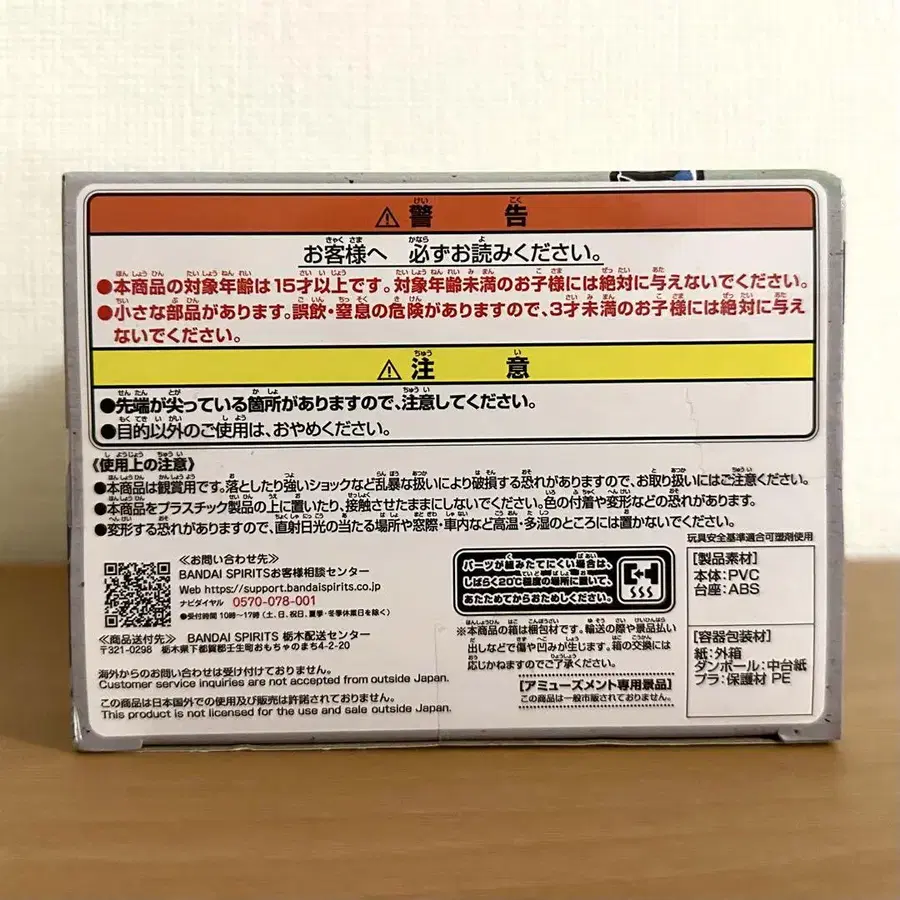 ⚠警告
お客様へ 必ずお読みください。
●本商品の対象年齢は15才以上です。対象年齢未満のお子様には絶対に与えないでください。
●小さな部品があります。誤飲・窒息の危険がありますので、3才未満のお子様には絶対に与え
ないでください。
⚠注意
●先端が尖っている箇所がありますので、注意してください。
●目的以外のご使用は、おやめください。
《使用上の注意》
●本商品は観賞用です。落としたり強いショックなど乱暴な扱いにより破損する恐れがありますので、お取り扱いにはご注意ください。
●本商品をプラスチック製品の上に置いたり、接触させたままにしないでください。色の付着や変形などの恐れがあります。
●変形する恐れがありますので、直射日光の当たる場所や窓際・車内など高温・多湿のところには置かないでください。
玩具安全基準適合可塑剤使用
≪お問い合わせ先≫
BANDAI SPIRITSお客様相談センター
Web https://support.bandaispirits.co.jp
ナビダイヤル 0570-078-001
●受付時間 10時〜17時(土、日、祝日、夏季・冬季休業日を除く)
≪商品送付先≫ BANDAI SPIRITS 栃木配送センター
〒321-0298 栃木県下都賀郡壬生町おもちゃのまち4-2-20
海外からのお問い合わせは受け付けておりません。
Customer service inquiries are not accepted from outside Japan.
この商品は日本国外での使用及び販売は許諾されておりません。
This product is not licensed for the use and sale outside Japan.
パーツが組みたてにくい場合は、
しばらく20℃程度の場所に置いて、
あたためてからおためしください。
※本商品の箱は梱包材です。輸送の際や景品払い
出しなどで傷や凹みが生じます。箱の交換には
応じかねますのでご了承ください。
[アミューズメント専用景品]
この商品は一般市販されておりません。
[製品素材]
本体:PVC
台座:ABS
[容器包装材]
紙:外箱
ダンボール:中台紙
プラ:保護材 PE